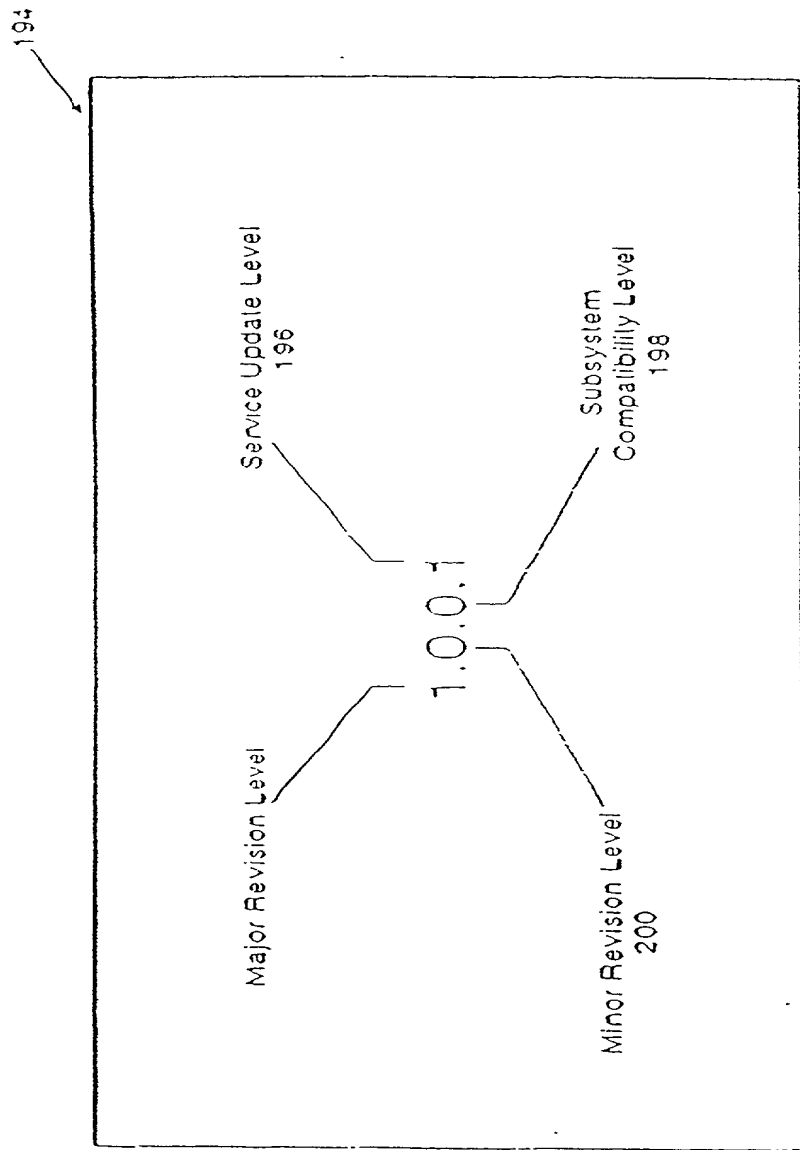 194
Major Revision Level
Service Update Level
196
1.0.0.1
Minor Revision Level
200
Subsystem
Compatibility Level
198